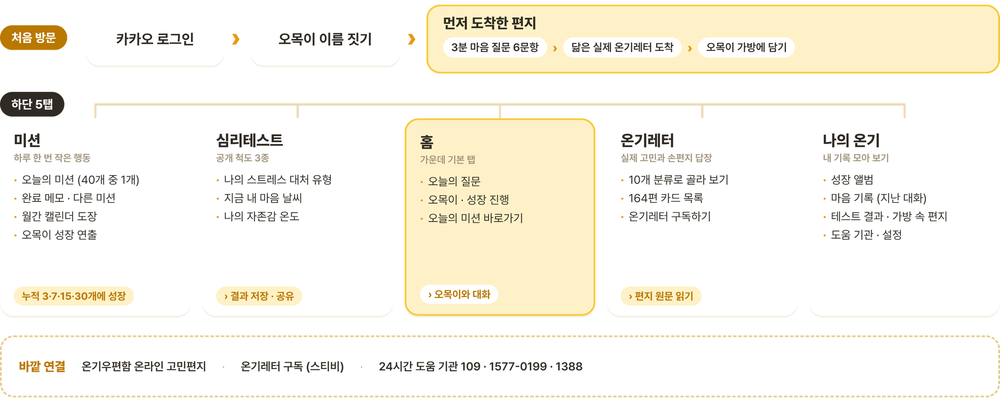 처음 방문
카카오 로그인
›
오목이 이름 짓기
›
먼저 도착한 편지
3분 마음 질문 6문항 › 닮은 실제 온기레터 도착 › 오목이 가방에 담기
하단 5탭
미션
하루 한 번 작은 행동
· 오늘의 미션 (40개 중 1개)
· 완료 메모 · 다른 미션
· 월간 캘린더 도장
· 오목이 성장 연출
누적 3·7·15·30개에 성장
심리테스트
공개 척도 3종
· 나의 스트레스 대처 유형
· 지금 내 마음 날씨
· 나의 자존감 온도
› 결과 저장 · 공유
홈
가운데 기본 탭
· 오늘의 질문
· 오목이 · 성장 진행
· 오늘의 미션 바로가기
› 오목이와 대화
온기레터
실제 고민과 손편지 답장
· 10개 분류로 골라 보기
· 164편 카드 목록
· 온기레터 구독하기
› 편지 원문 읽기
나의 온기
내 기록 모아 보기
· 성장 앨범
· 마음 기록 (지난 대화)
· 테스트 결과 · 가방 속 편지
· 도움 기관 · 설정
바깥 연결 온기우편함 온라인 고민편지 · 온기레터 구독 (스티비) · 24시간 도움 기관 109 · 1577-0199 · 1388